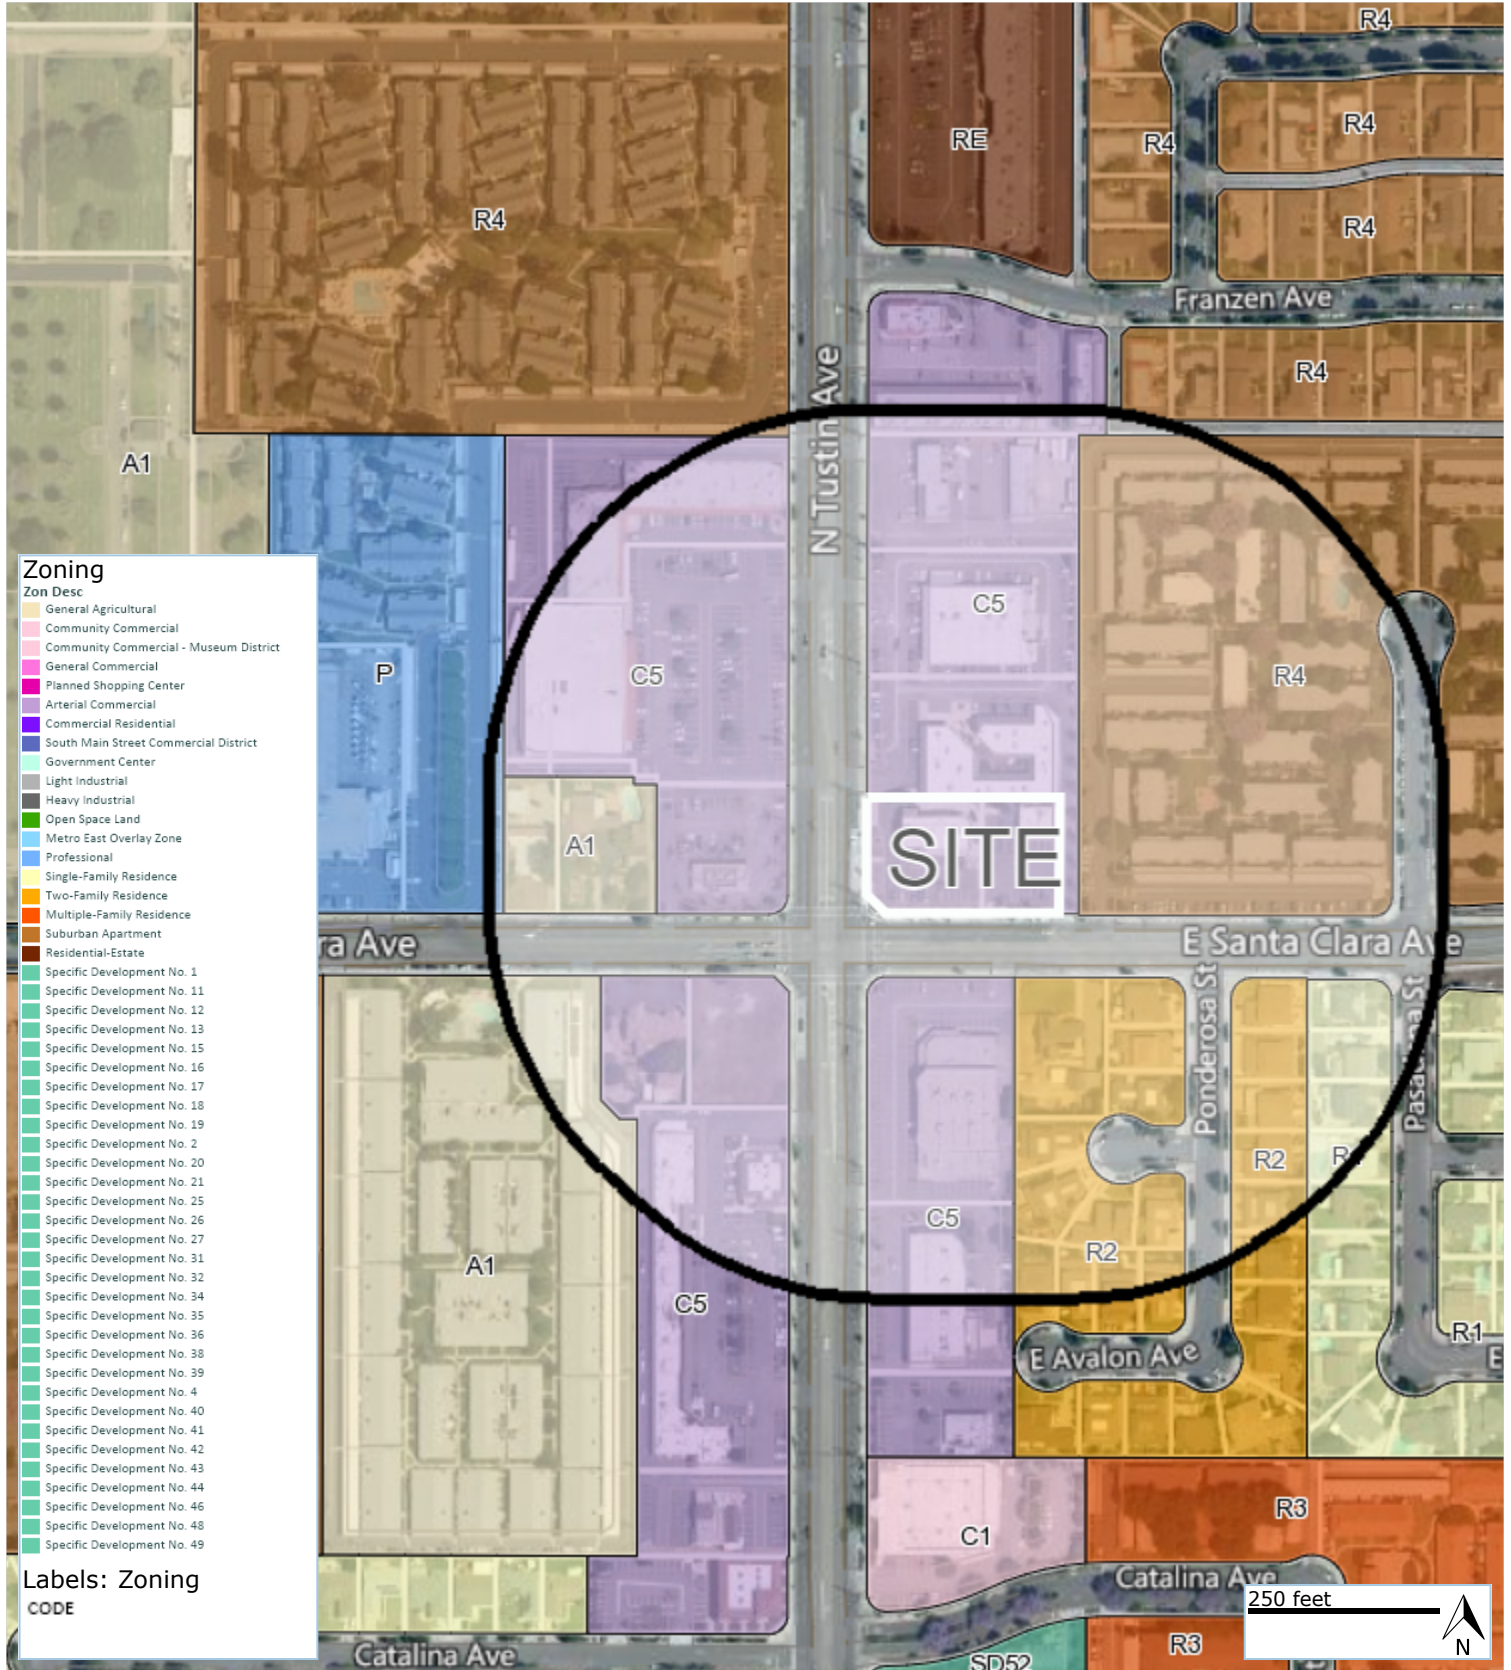 R4
R4
RE
R4
R4
R4
Franzen Ave
R4
N Tustin Ave
A1
Zoning
Zon Desc
General Agricultural
Community Commercial
Community Commercial - Museum District
General Commercial
Planned Shopping Center
Arterial Commercial
Commercial Residential
South Main Street Commercial District
Government Center
Light Industrial
Heavy Industrial
Open Space Land
Metro East Overlay Zone
Professional
Single-Family Residence
Two-Family Residence
Multiple-Family Residence
Suburban Apartment
Residential-Estate
Specific Development No. 1
Specific Development No. 11
Specific Development No. 12
Specific Development No. 13
Specific Development No. 15
Specific Development No. 16
Specific Development No. 17
Specific Development No. 18
Specific Development No. 19
Specific Development No. 2
Specific Development No. 20
Specific Development No. 21
Specific Development No. 25
Specific Development No. 26
Specific Development No. 27
Specific Development No. 31
Specific Development No. 32
Specific Development No. 34
Specific Development No. 35
Specific Development No. 36
Specific Development No. 38
Specific Development No. 39
Specific Development No. 4
Specific Development No. 40
Specific Development No. 41
Specific Development No. 42
Specific Development No. 43
Specific Development No. 44
Specific Development No. 46
Specific Development No. 48
Specific Development No. 49
Labels: Zoning
CODE
P
C5
C5
R4
A1
SITE
ra Ave
E Santa Clara Ave
Ponderosa St
R2
C5
R2
A1
C5
R1
E Avalon Ave
E
C1
R3
Catalina Ave
250 feet
N
R3
Catalina Ave
SD52